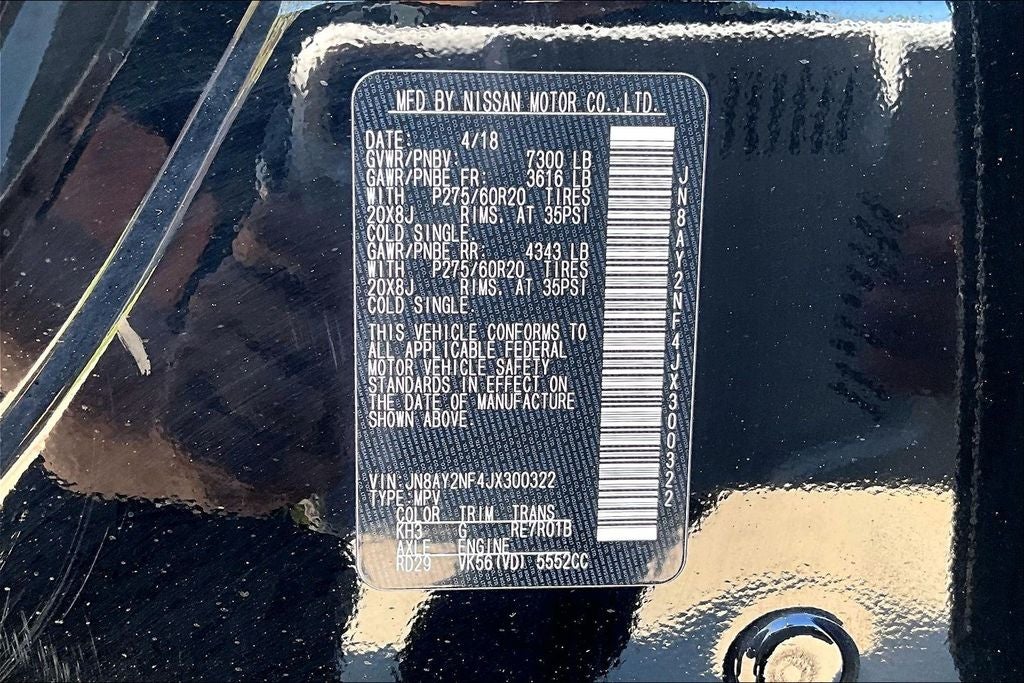 MFD BY NISSAN MOTOR CO.,LTD.
DATE: 4/18
GVWR/PNBV: 7300 LB
GAWR/PNBE FR: 3616 LB
WITH P275/60R20 TIRES
20X8J RIMS. AT 35PSI
COLD SINGLE.
GAWR/PNBE RR: 4343 LB
WITH P275/60R20 TIRES
20X8J RIMS. AT 35PSI
COLD SINGLE.
THIS VEHICLE CONFORMS TO
ALL APPLICABLE FEDERAL
MOTOR VEHICLE SAFETY
STANDARDS IN EFFECT ON
THE DATE OF MANUFACTURE
SHOWN ABOVE.
VIN:JN8AY2NF4JX300322
TYPE:MPV
COLOR TRIM TRANS
KH3 G RE7R01B
AXLE ENGINE
RD29 VK56(VD) 5552CC
JN8AY2NF4JX300322